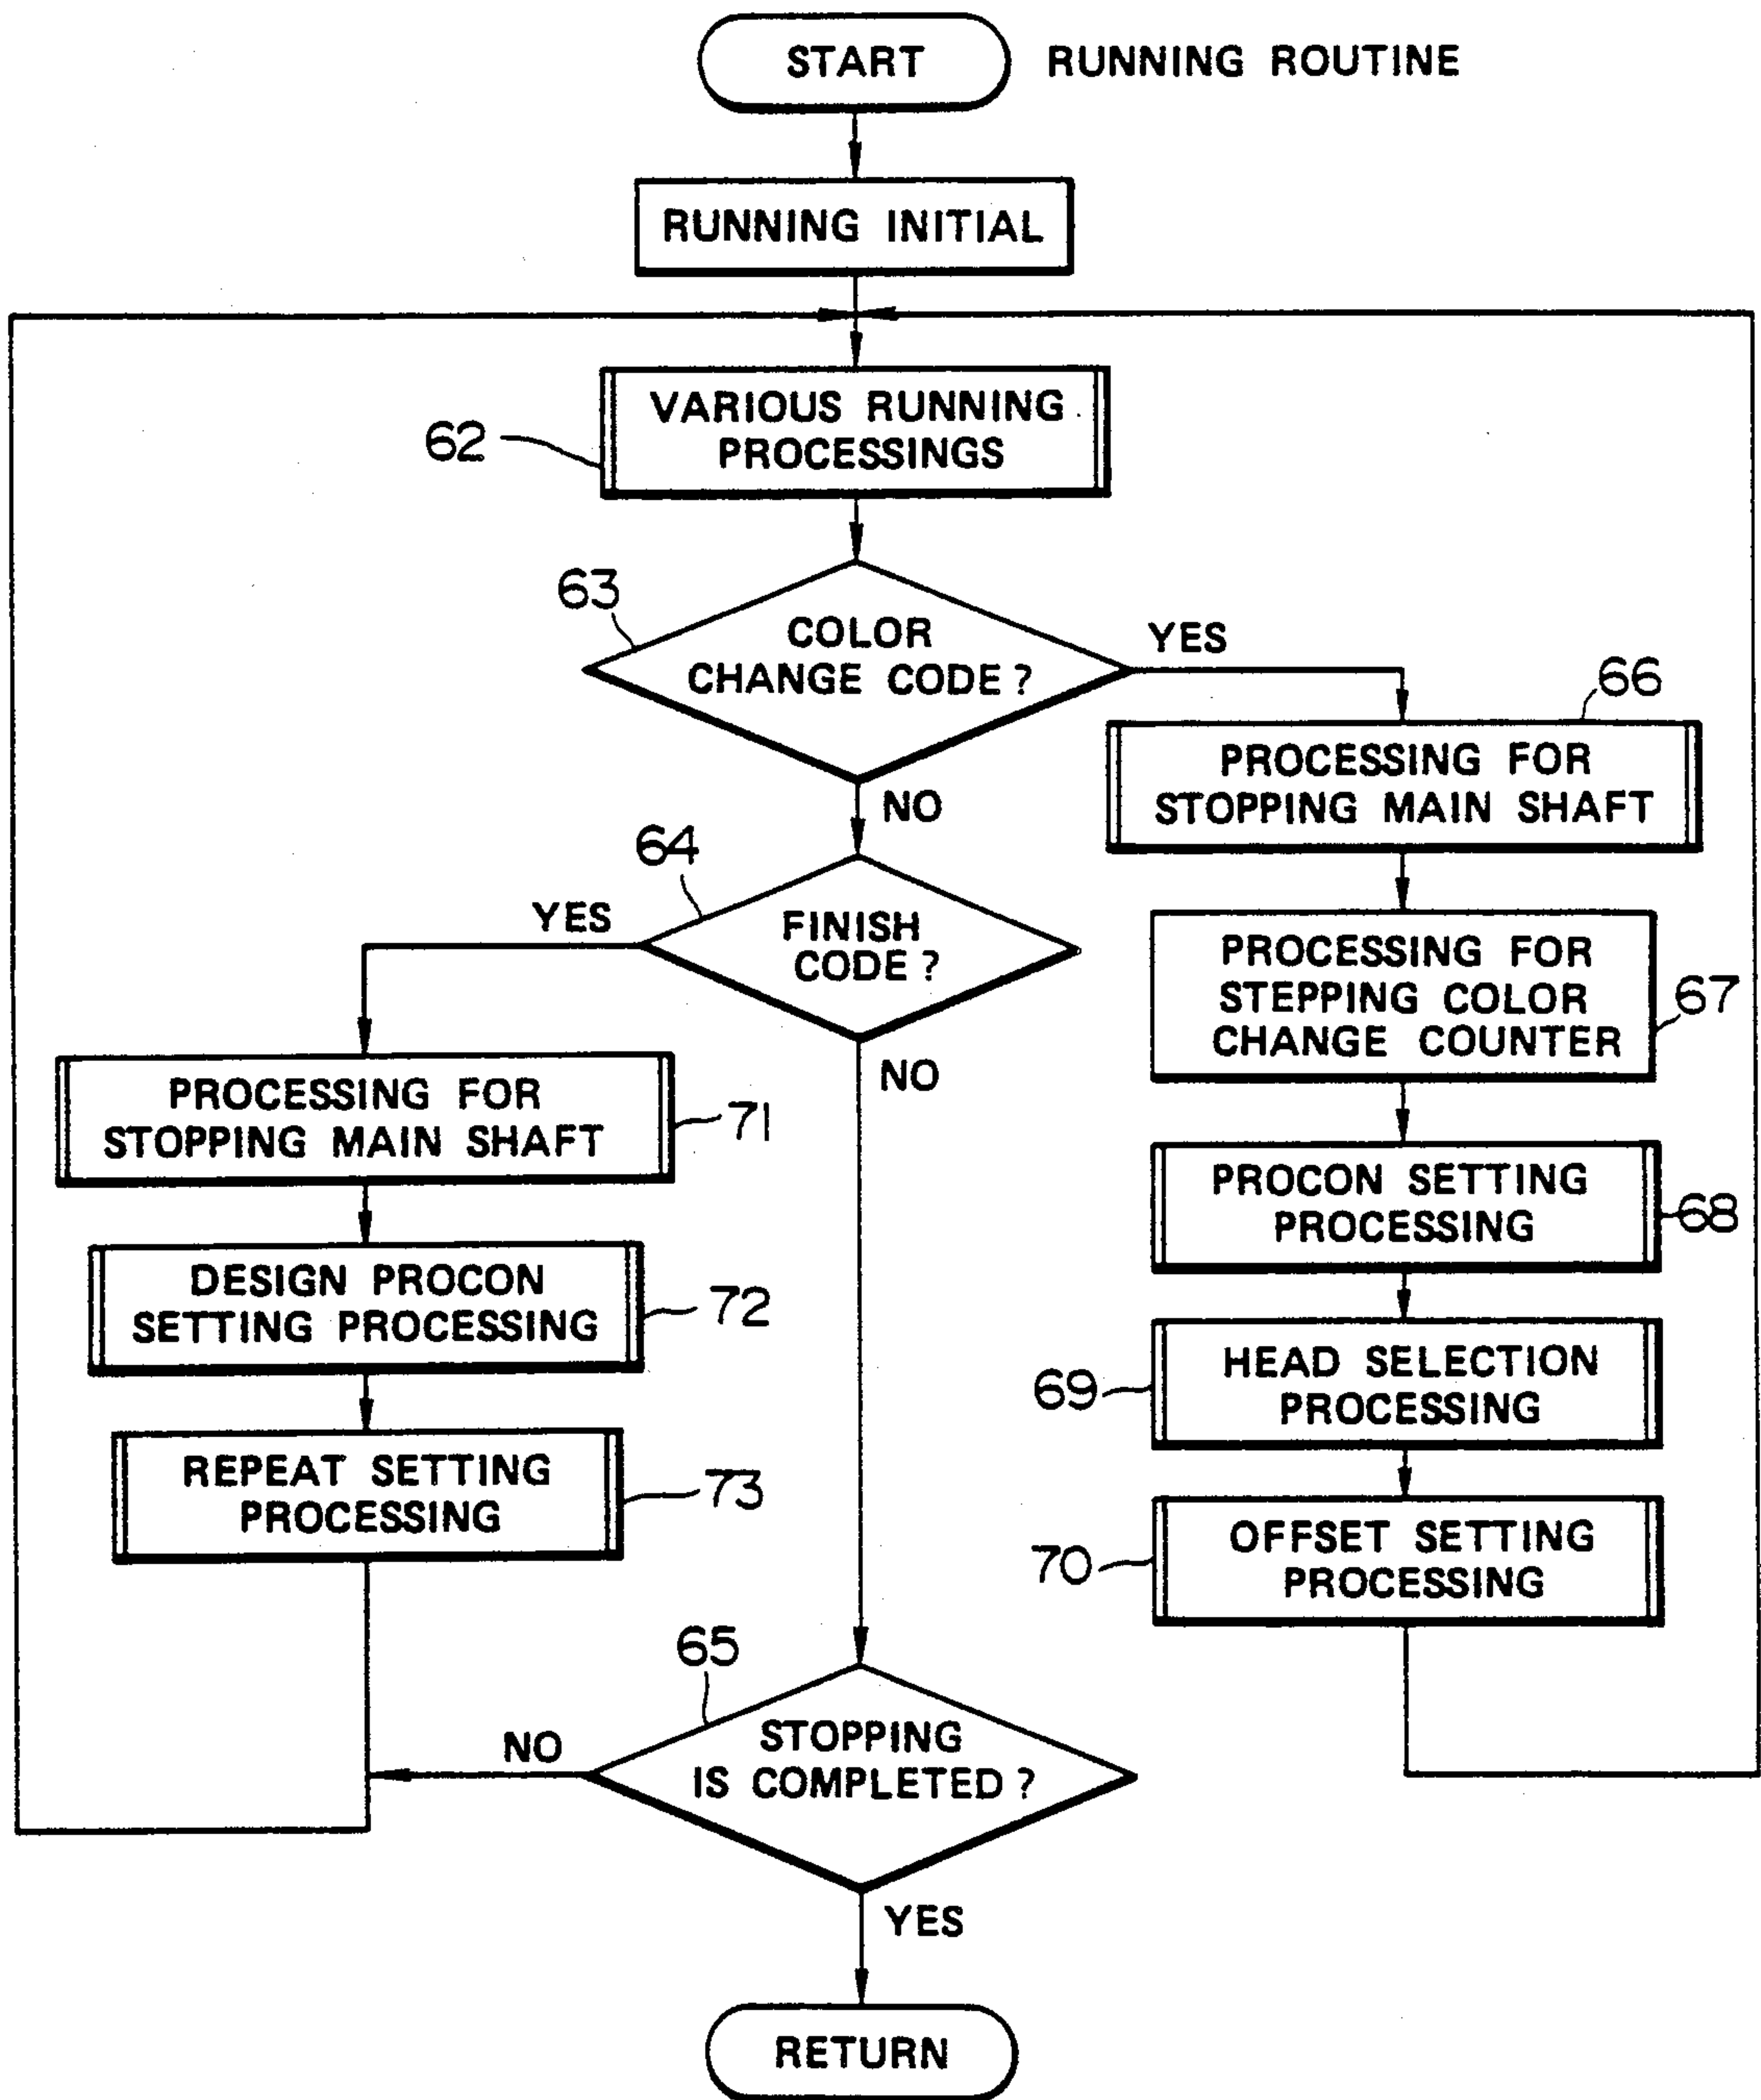 START
RUNNING ROUTINE
RUNNING INITIAL
VARIOUS RUNNING
PROCESSINGS
62
63
COLOR
CHANGE CODE?
YES
NO
66
PROCESSING FOR
STOPPING MAIN SHAFT
64
FINISH
CODE?
YES
NO
PROCESSING FOR
STEPPING COLOR
CHANGE COUNTER
67
PROCESSING FOR
STOPPING MAIN SHAFT
71
PROCON SETTING
PROCESSING
68
DESIGN PROCON
SETTING PROCESSING
72
HEAD SELECTION
PROCESSING
69
REPEAT SETTING
PROCESSING
73
OFFSET SETTING
PROCESSING
70
65
STOPPING
IS COMPLETED?
NO
YES
RETURN